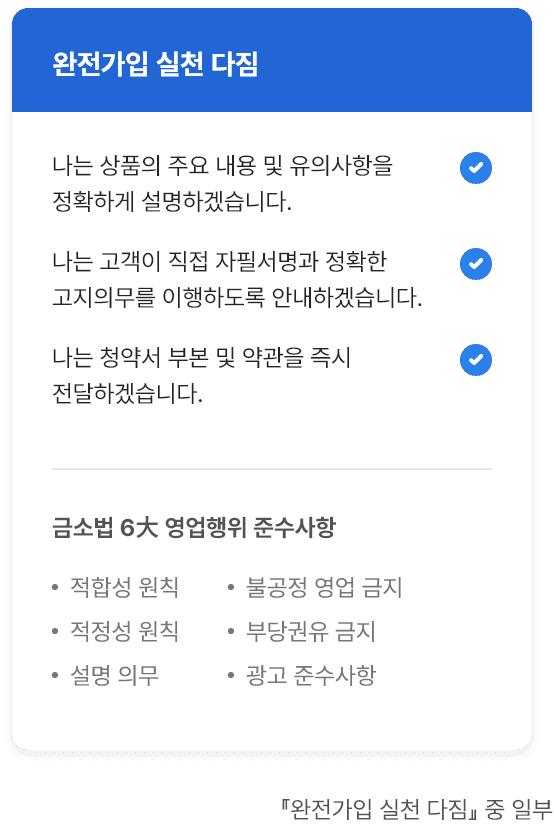 완전가입 실천 다짐
나는 상품의 주요 내용 및 유의사항을
정확하게 설명하겠습니다.
나는 고객이 직접 자필서명과 정확한
고지의무를 이행하도록 안내하겠습니다.
나는 청약서 부본 및 약관을 즉시
전달하겠습니다.
금소법 6大 영업행위 준수사항
• 적합성 원칙
• 적정성 원칙
• 설명 의무
• 불공정 영업 금지
• 부당권유 금지
• 광고 준수사항
『완전가입 실천 다짐』 중 일부